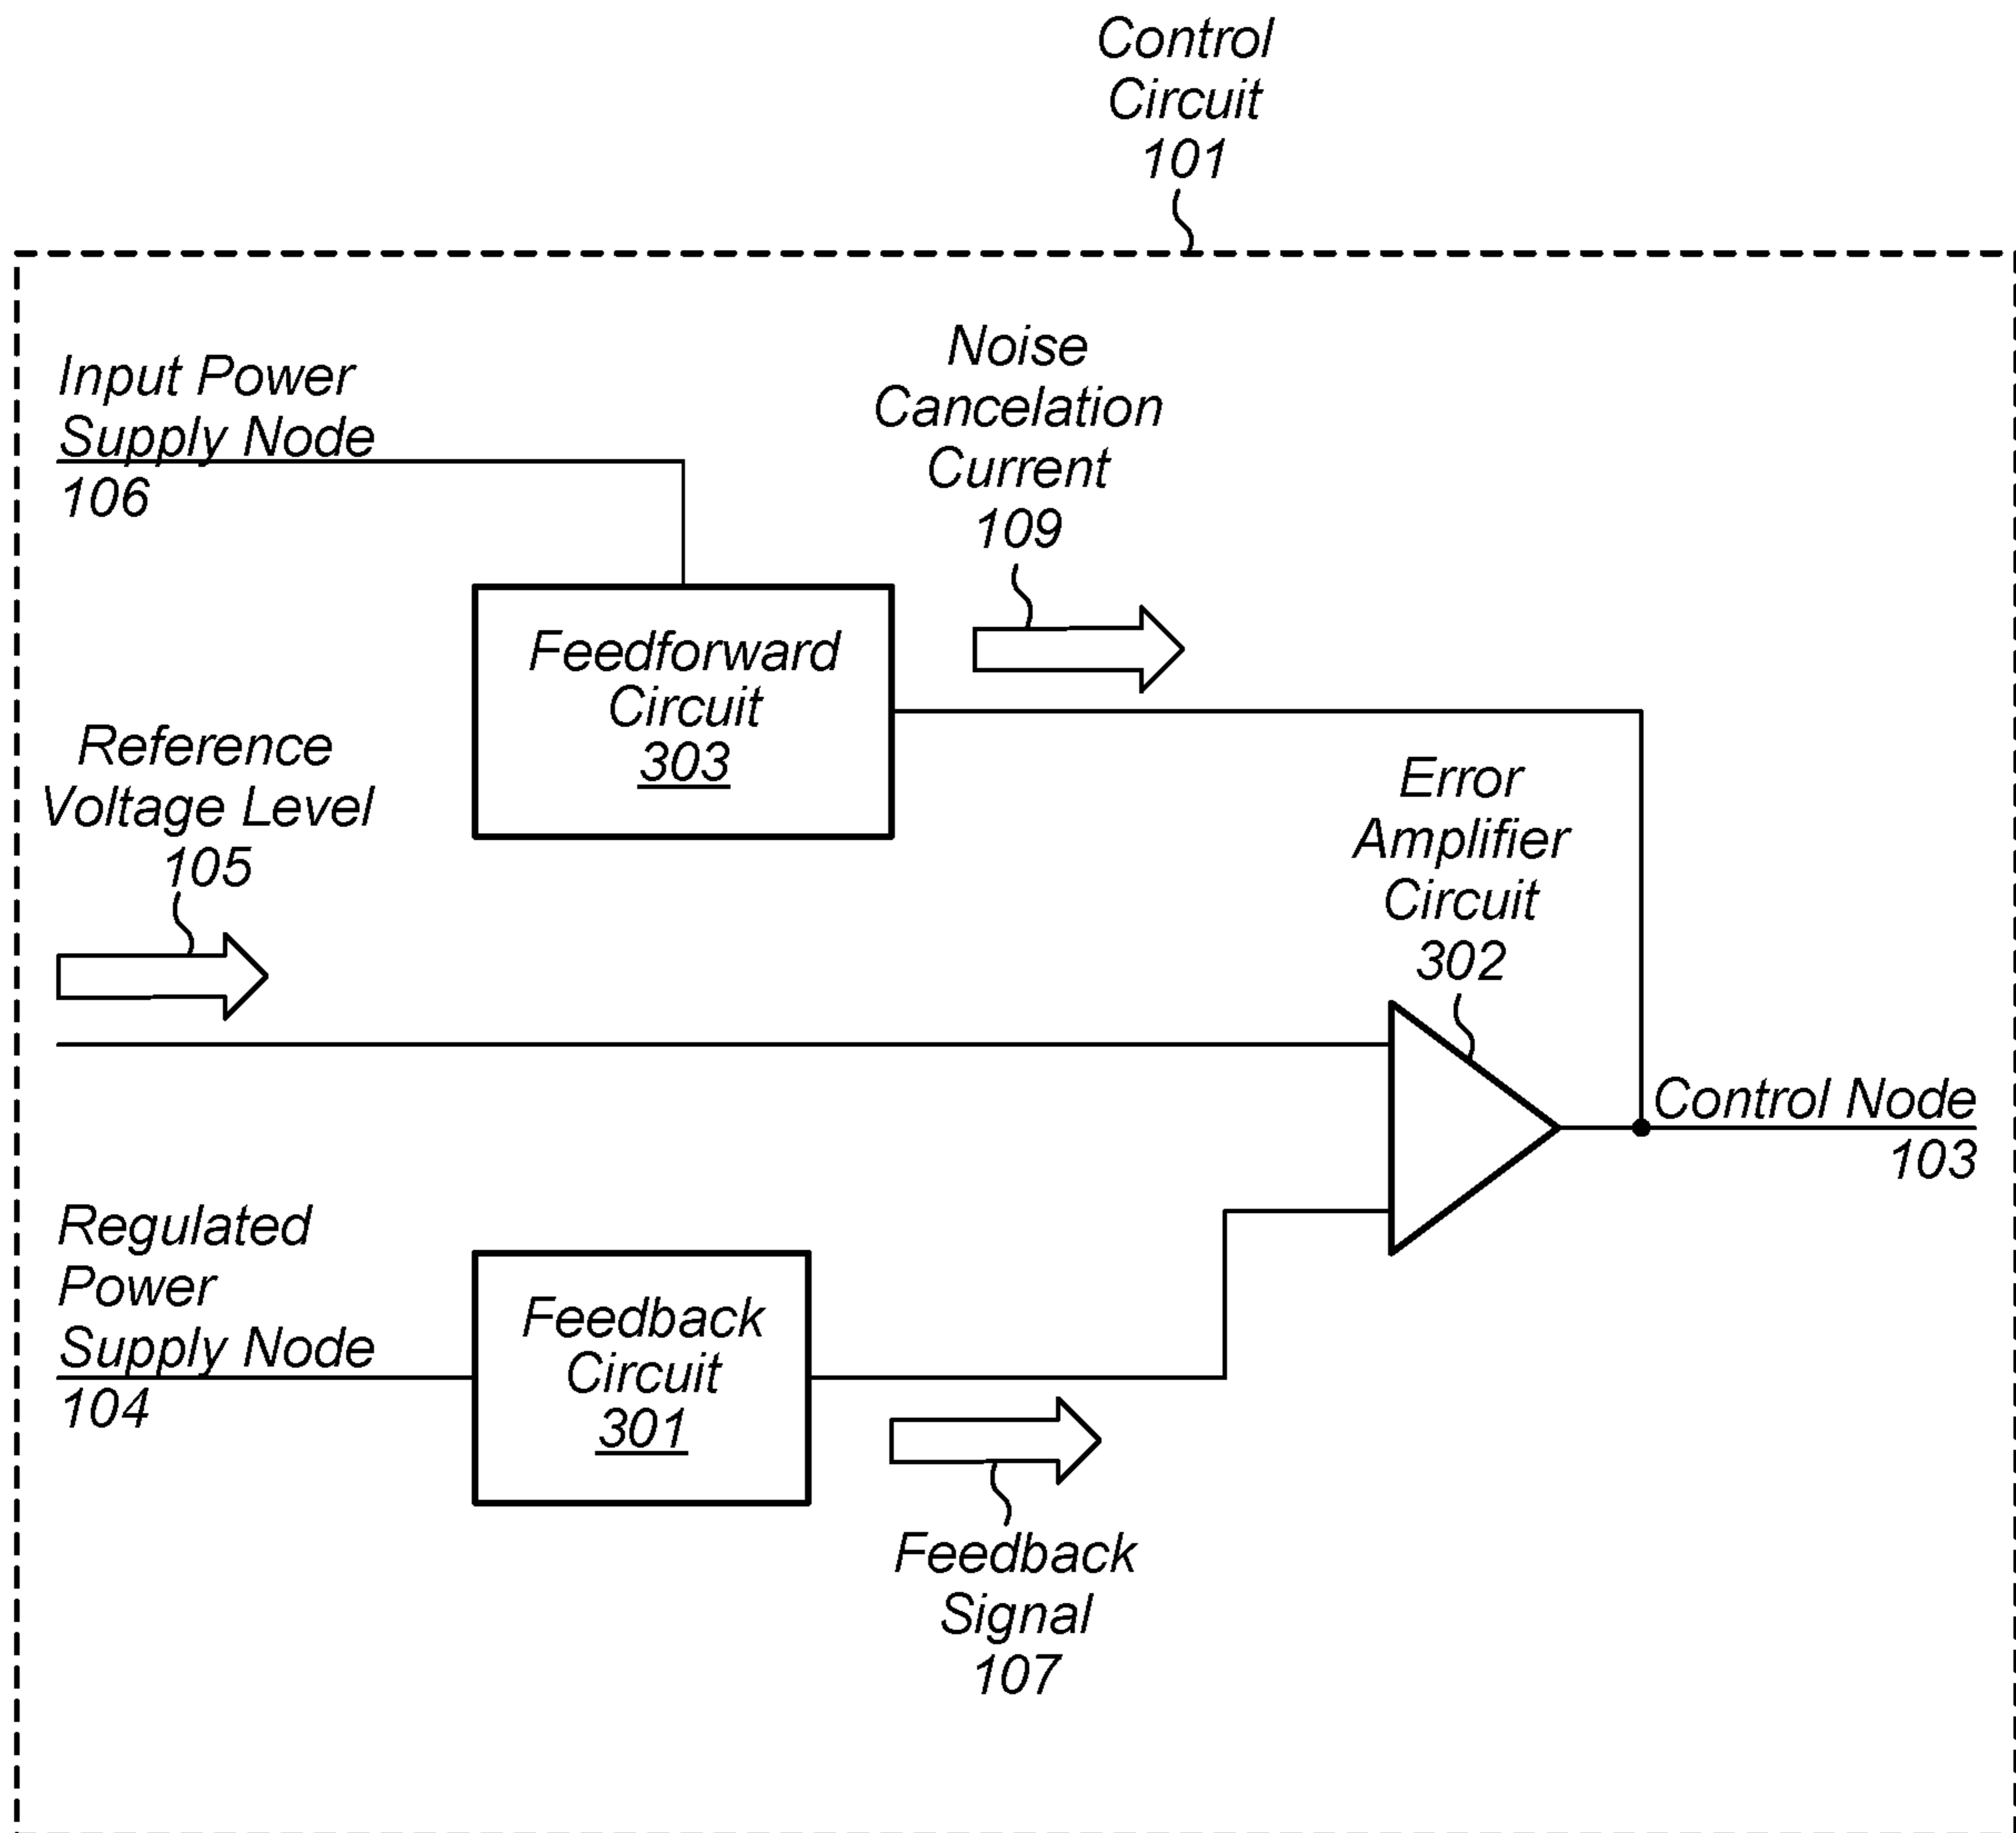 Control
Circuit
101
Input Power
Supply Node
106
Noise
Cancelation
Current
109
Feedforward
Circuit
303
Reference
Voltage Level
105
Error
Amplifier
Circuit
302
Control Node
103
Regulated
Power
Supply Node
104
Feedback
Circuit
301
Feedback
Signal
107